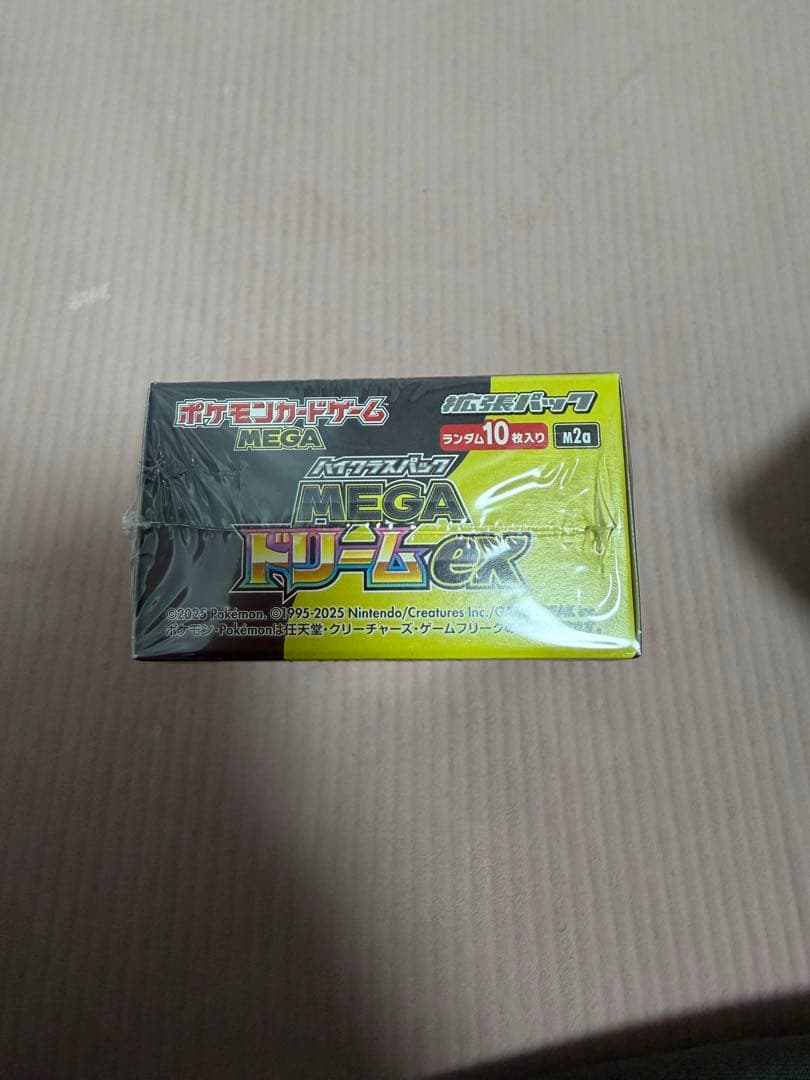 ポケモンカードゲーム
MEGA
拡張パック
ランダム10枚入り
M2a
ハイクラスパック
MEGA
ドリームex
©2025 Pokémon. ©1995-2025 Nintendo/Creatures Inc./
ポケモン・Pokémonは任天堂・クリーチャーズ・ゲームフリークの